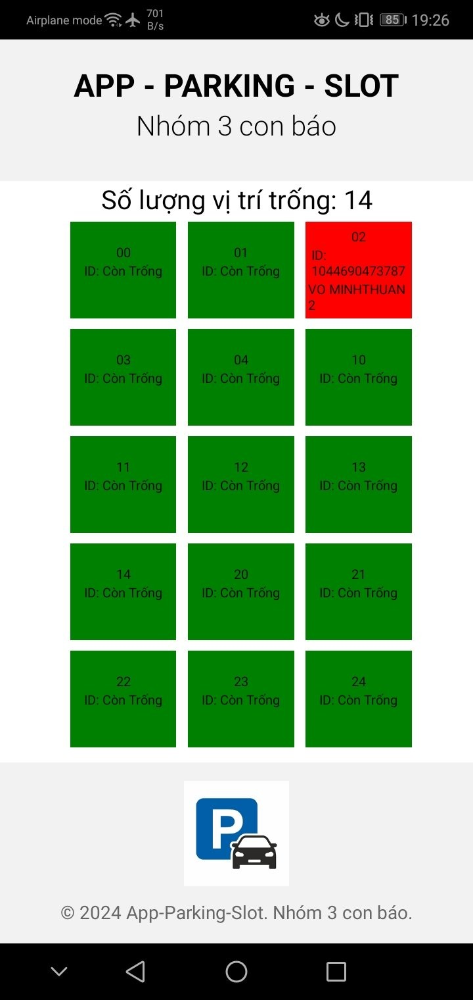 Airplane mode 701 B/s 85 19:26
APP - PARKING - SLOT
Nhóm 3 con báo
Số lượng vị trí trống: 14
00
ID: Còn Trống
01
ID: Còn Trống
02
ID:
1044690473787
VO MINHTHUAN
2
03
ID: Còn Trống
04
ID: Còn Trống
10
ID: Còn Trống
11
ID: Còn Trống
12
ID: Còn Trống
13
ID: Còn Trống
14
ID: Còn Trống
20
ID: Còn Trống
21
ID: Còn Trống
22
ID: Còn Trống
23
ID: Còn Trống
24
ID: Còn Trống
P
© 2024 App-Parking-Slot. Nhóm 3 con báo.